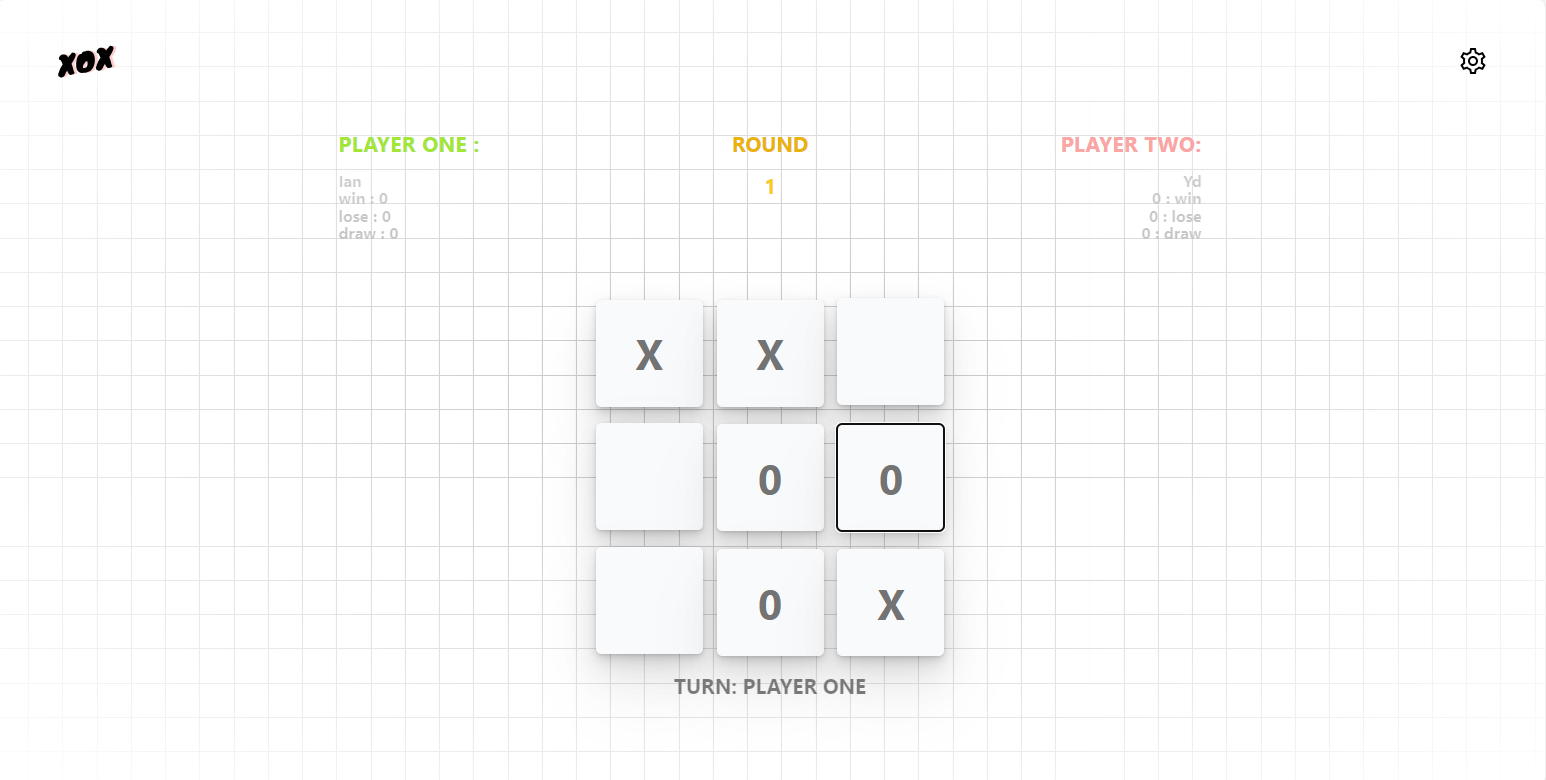 XOX
PLAYER ONE :
Ian
win : 0
lose : 0
draw : 0
ROUND
1
PLAYER TWO:
Yd
0 : win
0 : lose
0 : draw
X X
0 0
0 X
TURN: PLAYER ONE